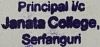 Principal i/c
Janata College,
Serfanguri